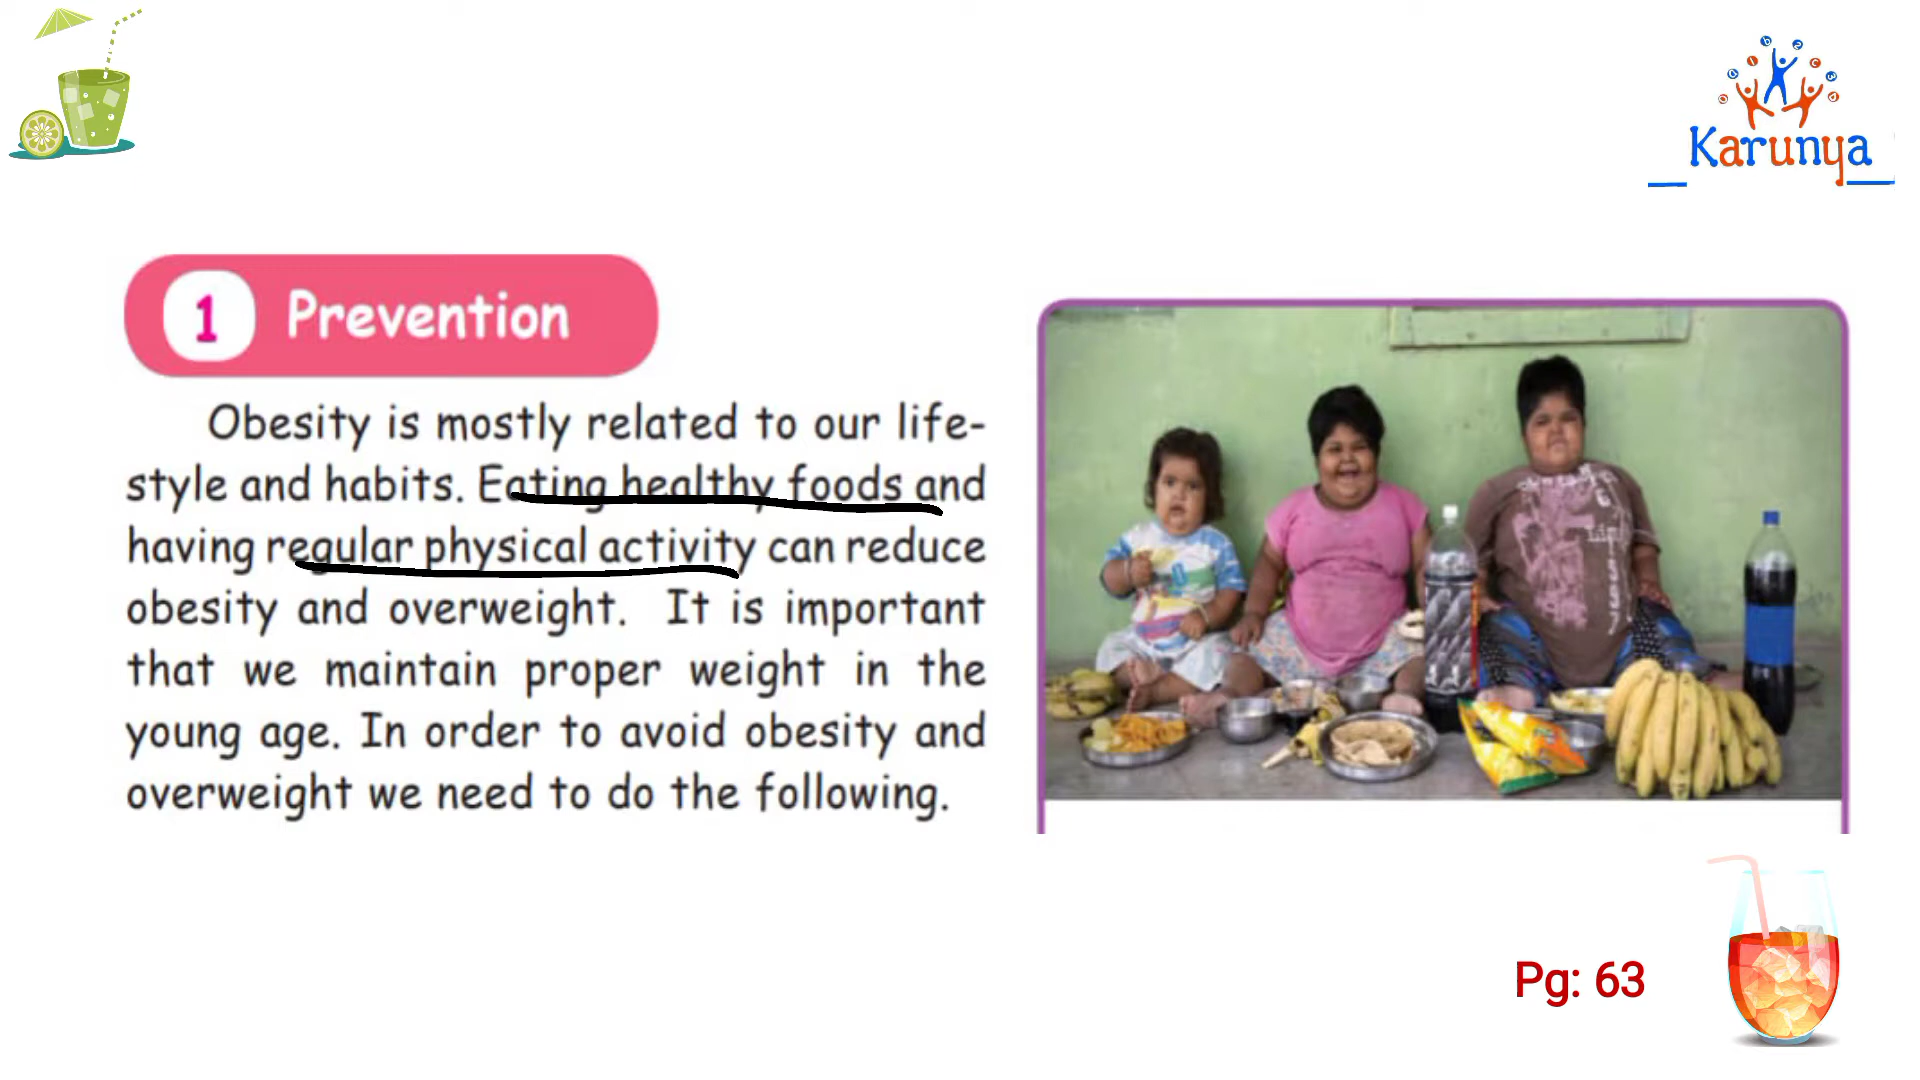 Karunya
1 Prevention
Obesity is mostly related to our life-
style and habits. Eating healthy foods and
having regular physical activity can reduce
obesity and overweight. It is important
that we maintain proper weight in the
young age. In order to avoid obesity and
overweight we need to do the following.
Pg: 63